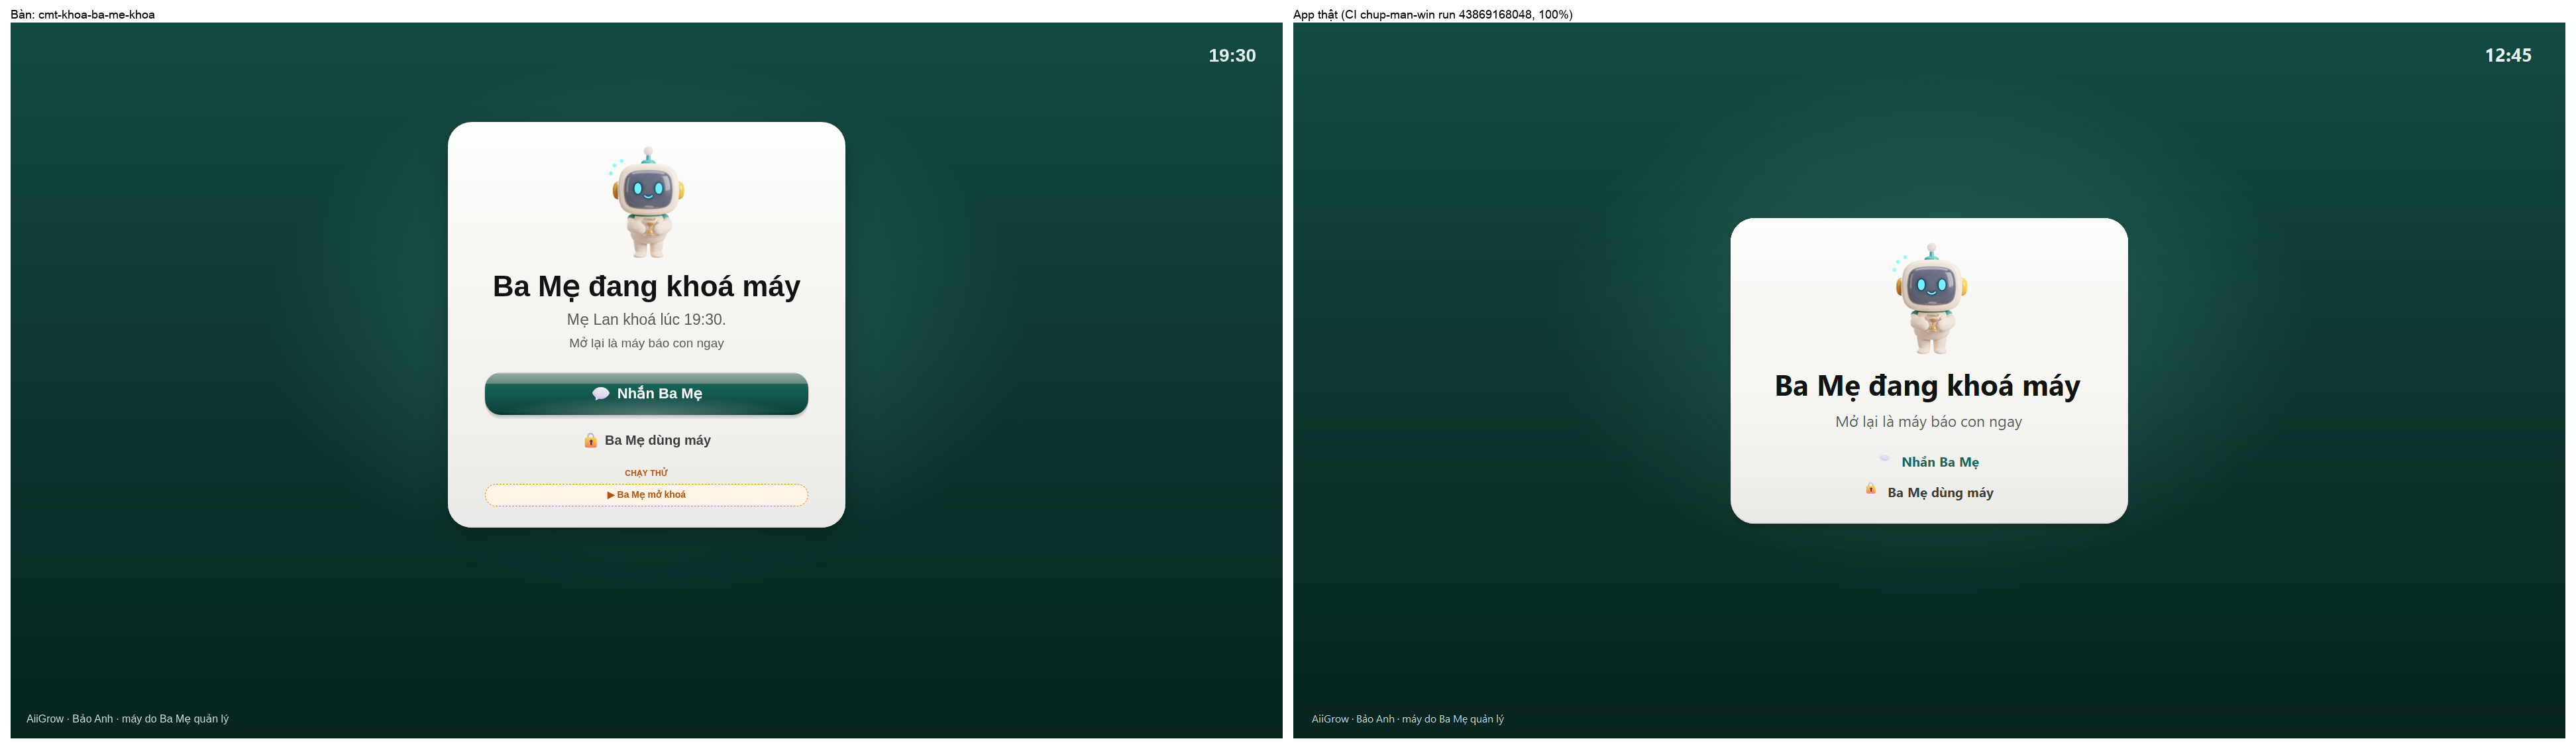 Bàn: cmt-khoa-ba-me-khoa
19:30
Ba Mẹ đang khoá máy
Mẹ Lan khoá lúc 19:30.
Mở lại là máy báo con ngay
Nhắn Ba Mẹ
Ba Mẹ dùng máy
CHẠY THỬ
▶ Ba Mẹ mở khoá
AiiGrow · Bảo Anh · máy do Ba Mẹ quản lý
App thật (CI chup-man-win run 43869168048, 100%)
12:45
Ba Mẹ đang khoá máy
Mở lại là máy báo con ngay
Nhắn Ba Mẹ
Ba Mẹ dùng máy
AiiGrow · Bảo Anh · máy do Ba Mẹ quản lý